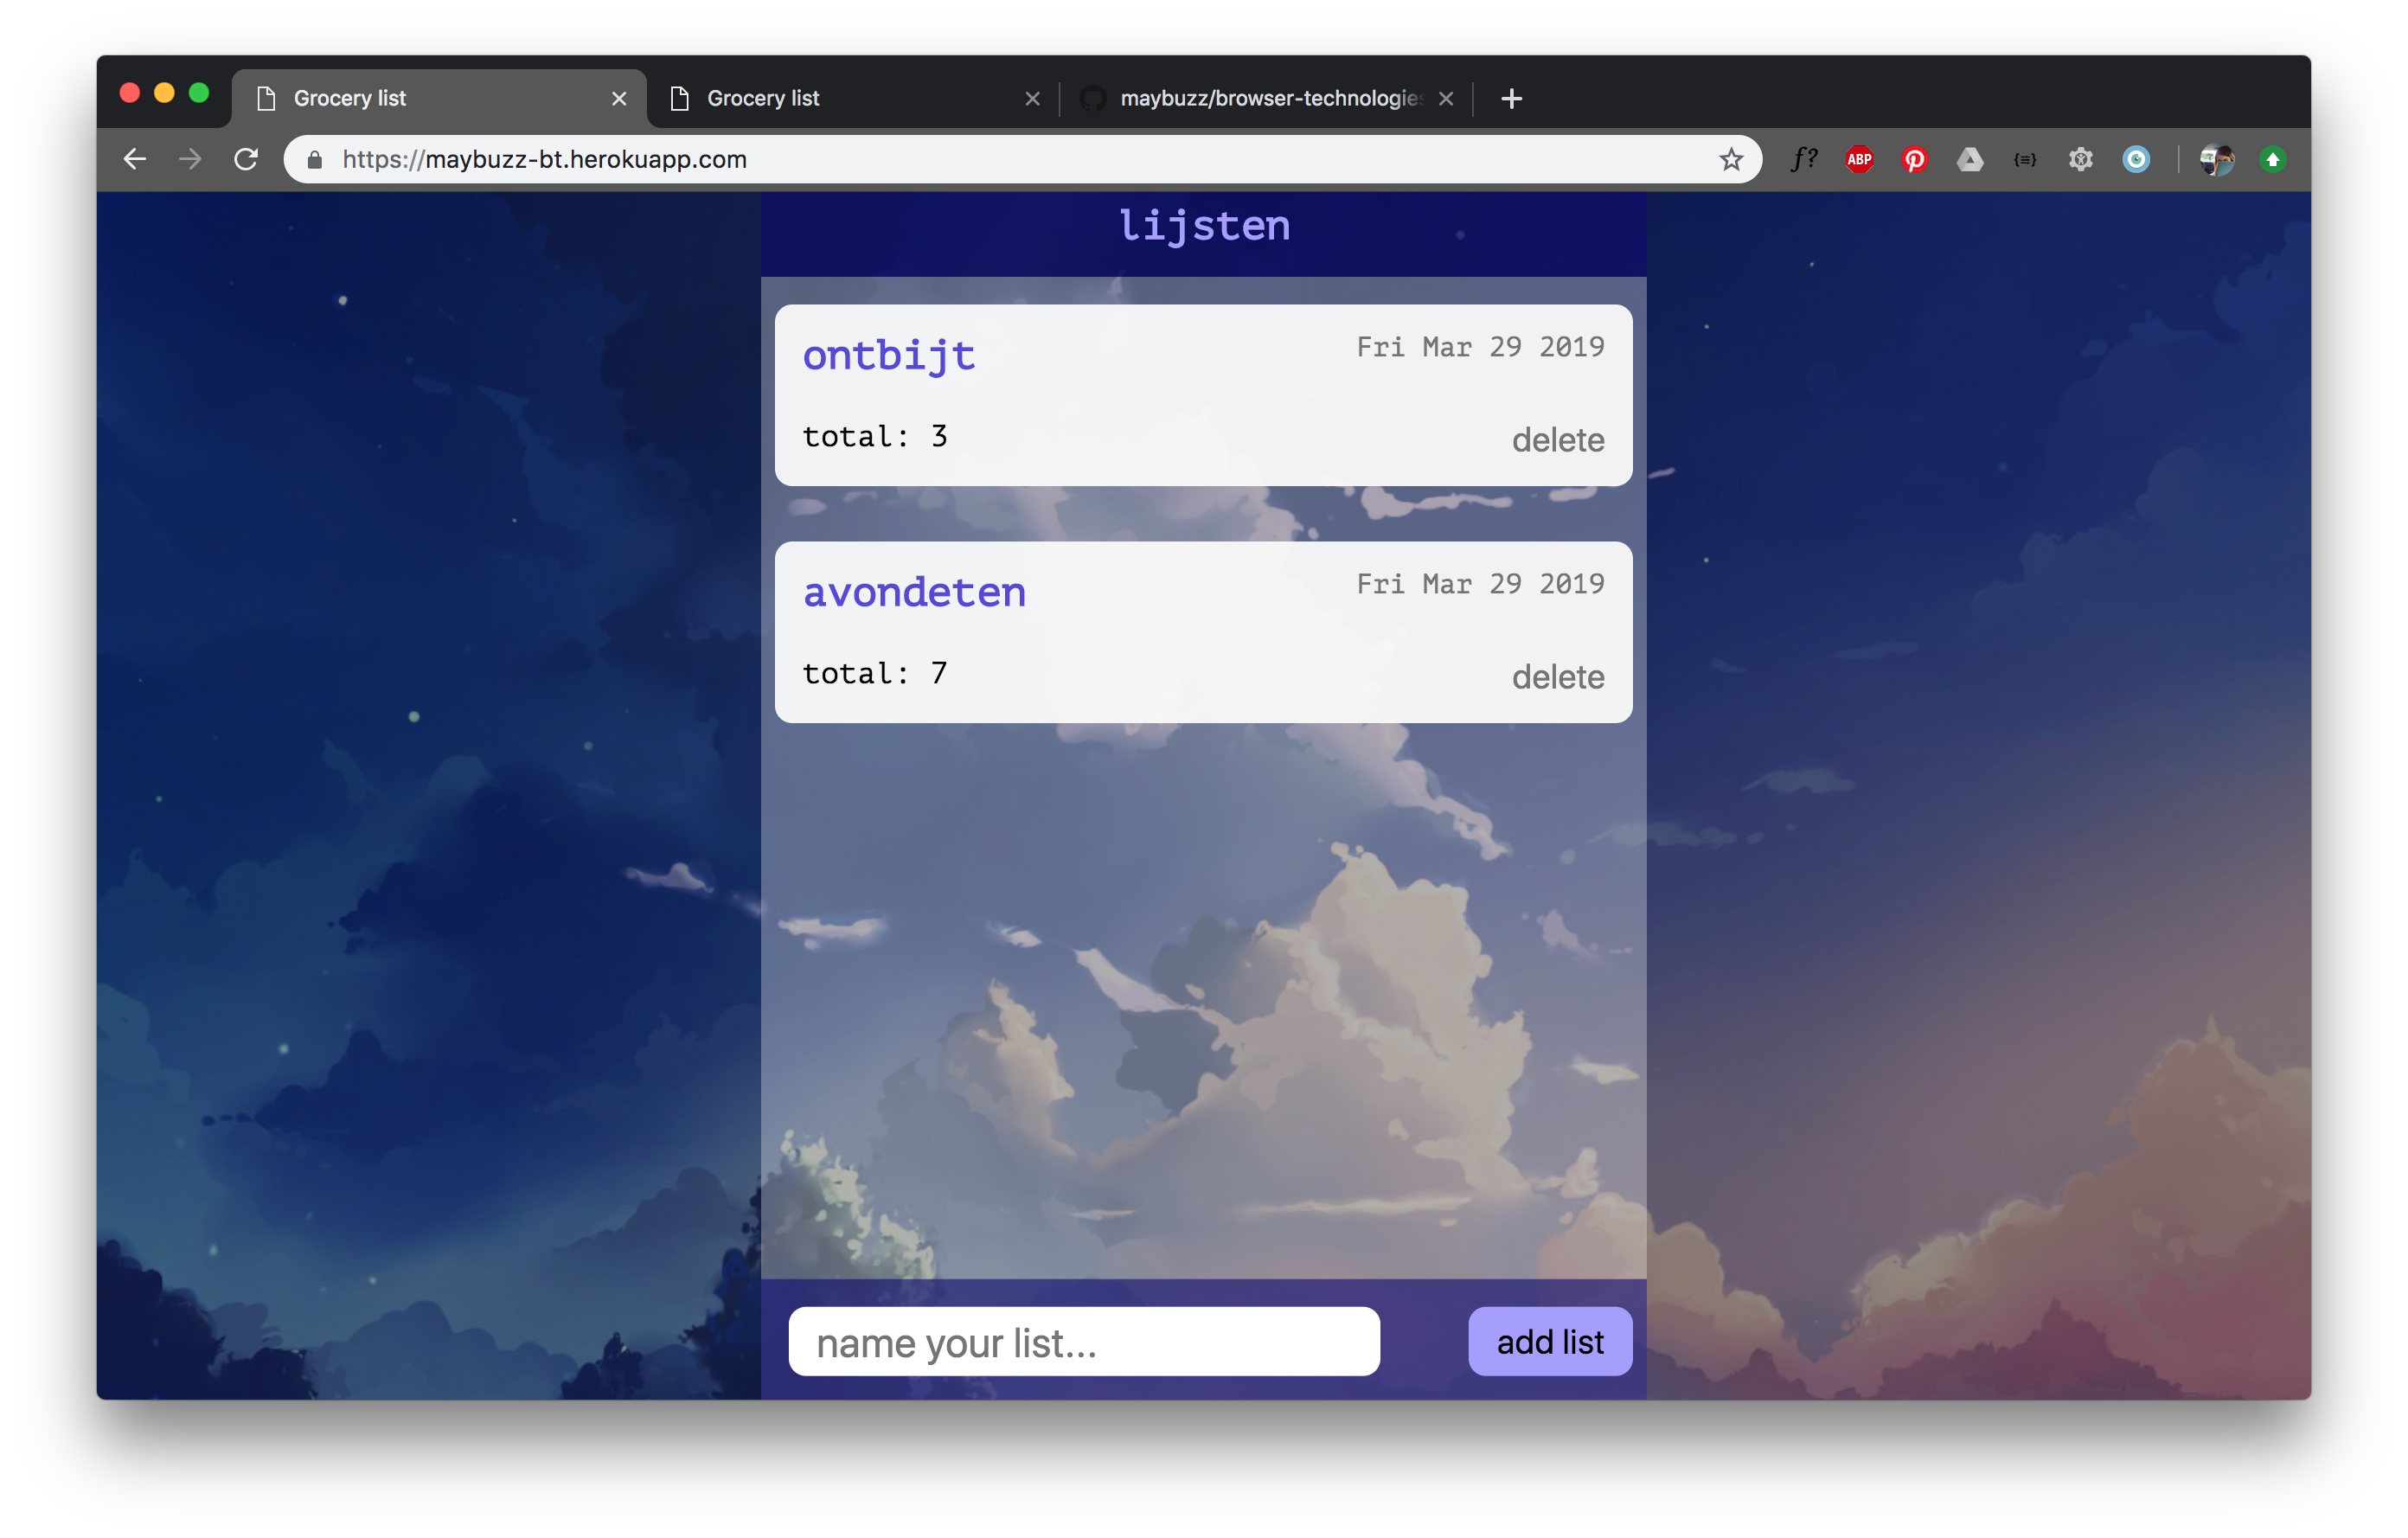 Grocery list
Grocery list
maybuzz/browser-technologies
https://maybuzz-bt.herokuapp.com
f?
ABP
lijsten
ontbijt
Fri Mar 29 2019
total: 3
delete
avondeten
Fri Mar 29 2019
total: 7
delete
name your list...
add list